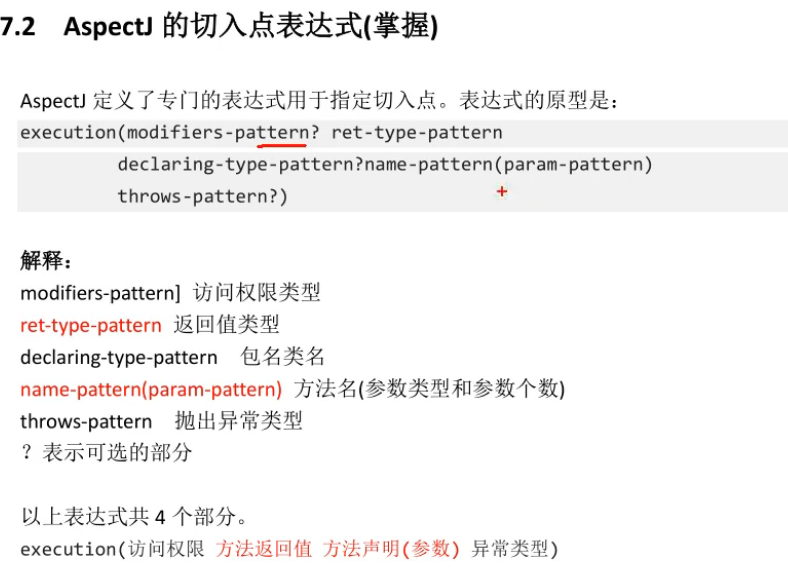 7.2 AspectJ 的切入点表达式(掌握)
AspectJ 定义了专门的表达式用于指定切入点。表达式的原型是：
execution(modifiers-pattern? ret-type-pattern
declaring-type-pattern?name-pattern(param-pattern)
throws-pattern?)
解释：
modifiers-pattern] 访问权限类型
ret-type-pattern 返回值类型
declaring-type-pattern 包名类名
name-pattern(param-pattern) 方法名(参数类型和参数个数)
throws-pattern 抛出异常类型
？表示可选的部分
以上表达式共 4 个部分。
execution(访问权限 方法返回值 方法声明(参数) 异常类型)